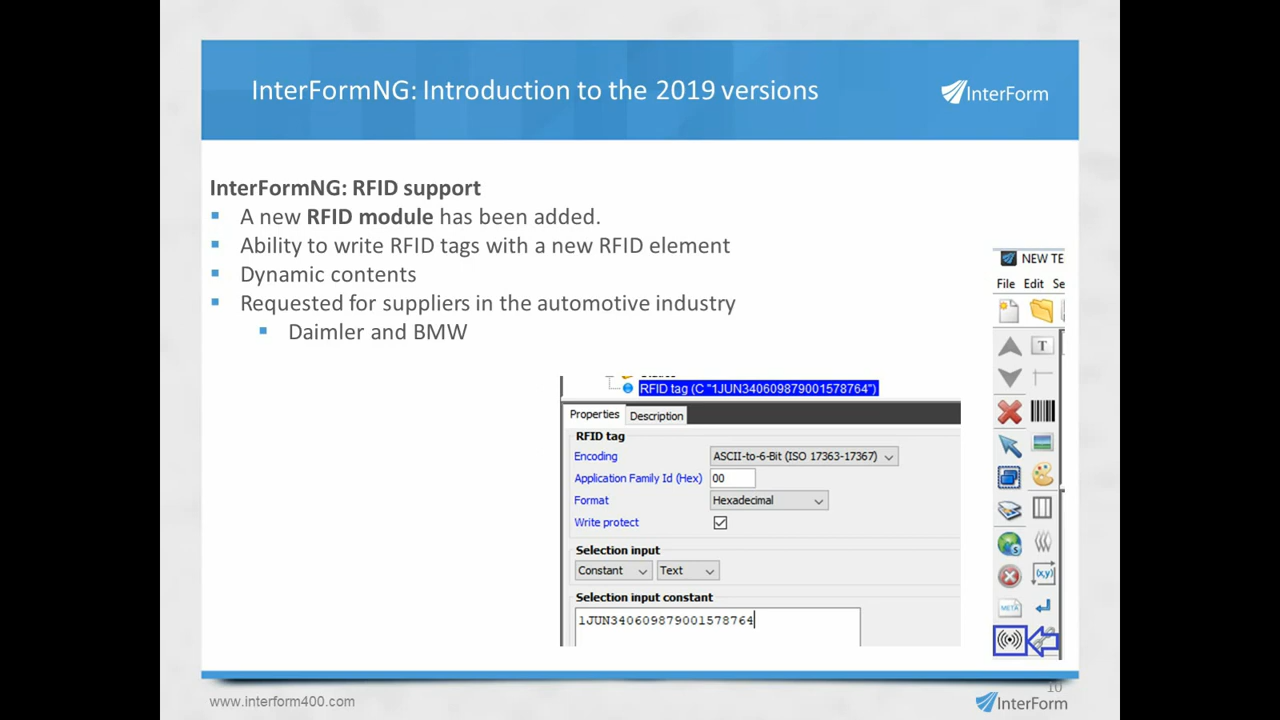 InterFormNG: Introduction to the 2019 versions
InterForm
InterFormNG: RFID support
A new RFID module has been added.
Ability to write RFID tags with a new RFID element
Dynamic contents
Requested for suppliers in the automotive industry
Daimler and BMW
RFID tag (C "1JUN340609879001578764")
Properties Description
RFID tag
Encoding ASCII-to-6-Bit (ISO 17363-17367)
Application Family Id (Hex) 00
Format Hexadecimal
Write protect
Selection input
Constant Text
Selection input constant
1JUN340609879001578764
NEW TE
File Edit Se
T
(x,y)
META
10
www.interform400.com
InterForm